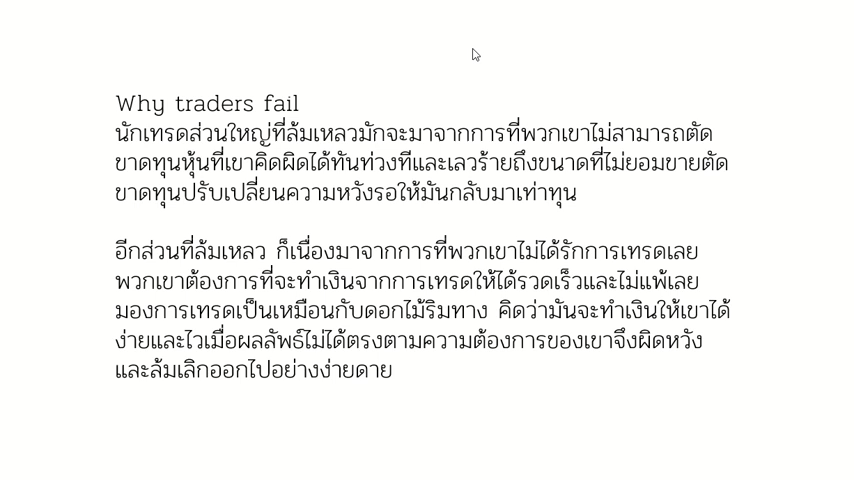 Why traders fail
นักเทรดส่วนใหญ่ที่ล้มเหลวมักจะมาจากการที่พวกเขาไม่สามารถตัด
ขาดทุนหุ้นที่เขาคิดผิดได้ทันท่วงทีและเลวร้ายถึงขนาดที่ไม่ยอมขายตัด
ขาดทุนปรับเปลี่ยนความหวังรอให้มันกลับมาเท่าทุน
อีกส่วนที่ล้มเหลว ก็เนื่องมาจากการที่พวกเขาไม่ได้รักการเทรดเลย
พวกเขาต้องการที่จะทำเงินจากการเทรดให้ได้รวดเร็วและไม่แพ้เลย
มองการเทรดเป็นเหมือนกับดอกไม้ริมทาง คิดว่ามันจะทำเงินให้เขาได้
ง่ายและไวเมื่อผลลัพธ์ไม่ได้ตรงตามความต้องการของเขาจึงผิดหวัง
และล้มเลิกออกไปอย่างง่ายดาย